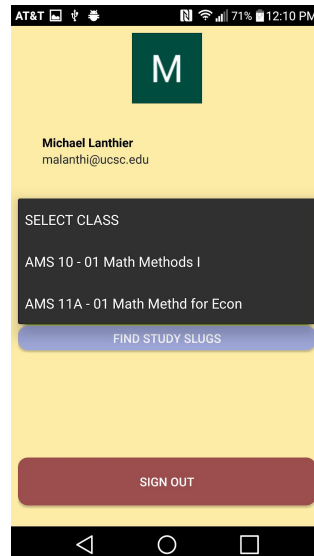 AT&T 71% 12:10 PM
M
Michael Lanthier
malanthi@ucsc.edu
SELECT CLASS
AMS 10 - 01 Math Methods I
AMS 11A - 01 Math Methd for Econ
FIND STUDY SLUGS
SIGN OUT